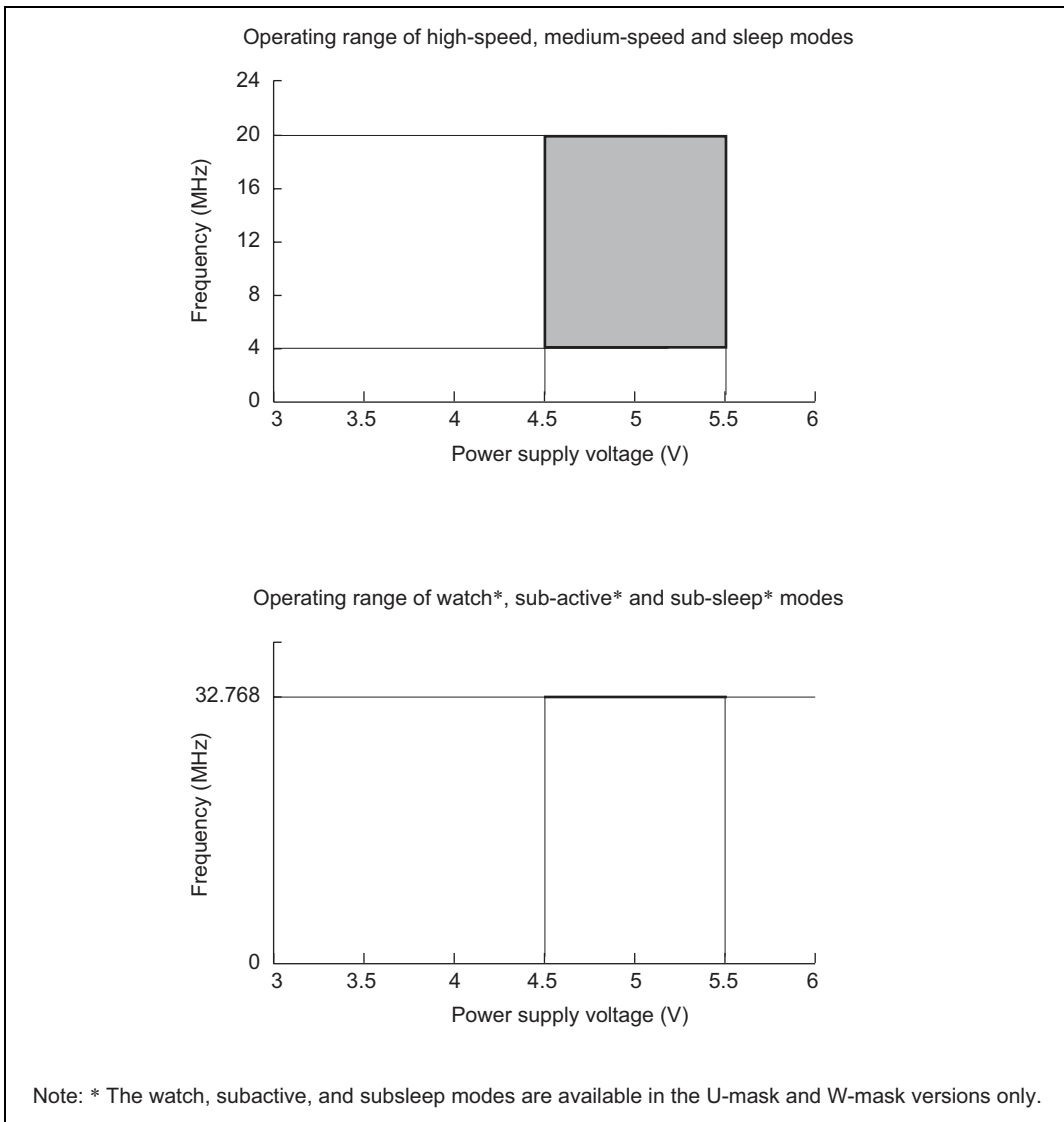 Operating range of high-speed, medium-speed and sleep modes
24
20
16
12
8
4
0
Frequency (MHz)
3 3.5 4 4.5 5 5.5 6
Power supply voltage (V)
Operating range of watch*, sub-active* and sub-sleep* modes
32.768
0
Frequency (MHz)
3 3.5 4 4.5 5 5.5 6
Power supply voltage (V)
Note: * The watch, subactive, and subsleep modes are available in the U-mask and W-mask versions only.